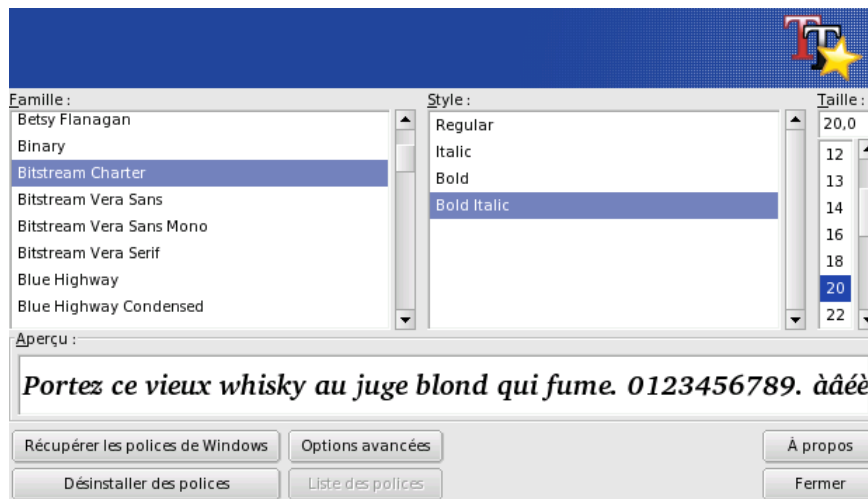 Famille :
Betsy Flanagan
Binary
Bitstream Charter
Bitstream Vera Sans
Bitstream Vera Sans Mono
Bitstream Vera Serif
Blue Highway
Blue Highway Condensed
Style :
Regular
Italic
Bold
Bold Italic
Taille :
20,0
12
13
14
16
18
20
22
Aperçu :
Portez ce vieux whisky au juge blond qui fume. 0123456789. àâéè
Récupérer les polices de Windows
Options avancées
À propos
Désinstaller des polices
Liste des polices
Fermer